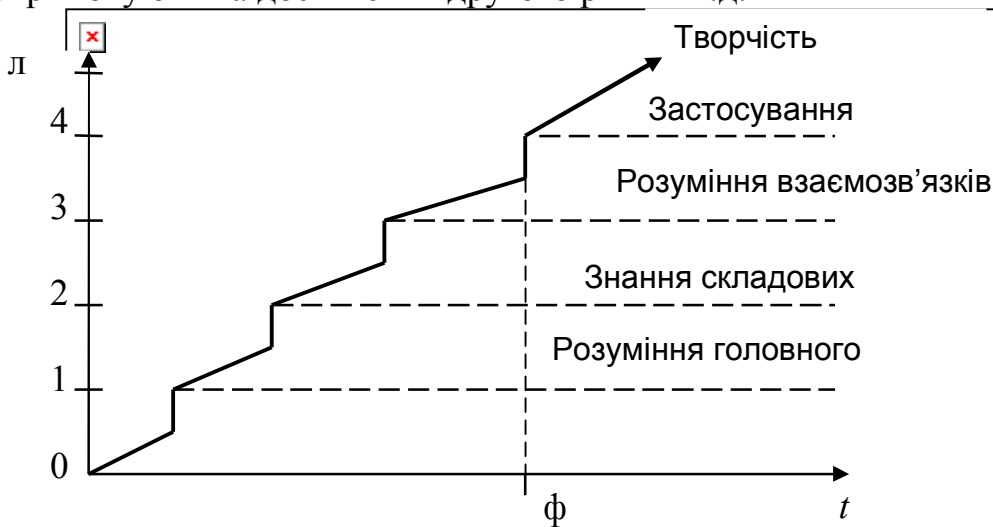 Творчість
л
Застосування
4
Розуміння взаємозв’язків
3
Знання складових
2
Розуміння головного
1
0
ф
t